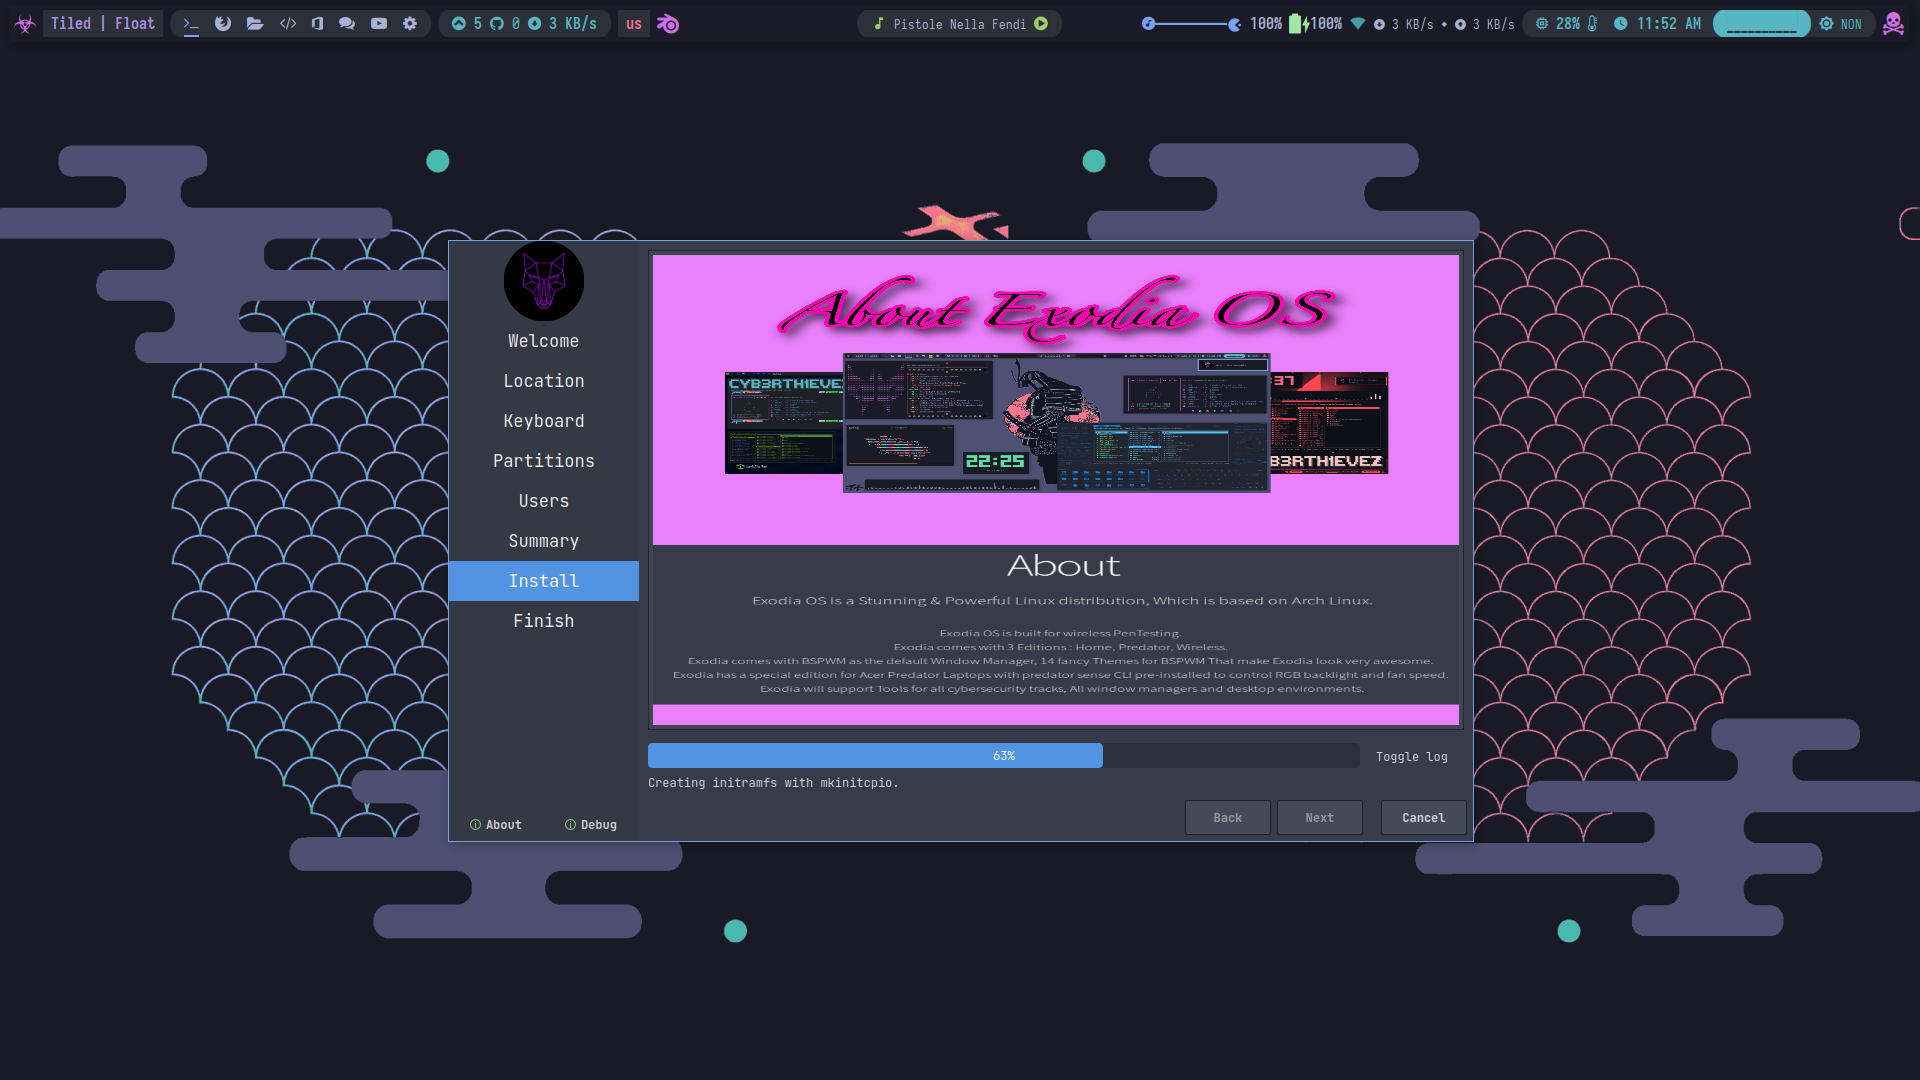 Tiled | Float
5 0 3 KB/s
us
Pistole Nella Fendi
100% 100% 3 KB/s 3 KB/s
28% 11:52 AM
NON
Welcome
Location
Keyboard
Partitions
Users
Summary
Install
Finish
About
Debug
About Exodia OS
CYB3RTH1EVEZ
22:25
37
B3RTH1EVEZ
About
Exodia OS is a Stunning & Powerful Linux distribution, Which is based on Arch Linux.
Exodia OS is built for wireless PenTesting.
Exodia comes with 3 Editions : Home, Predator, Wireless.
Exodia comes with BSPWM as the default Window Manager, 14 fancy Themes for BSPWM That make Exodia look very awesome.
Exodia has a special edition for Acer Predator Laptops with predator sense CLI pre-installed to control RGB backlight and fan speed.
Exodia will support Tools for all cybersecurity tracks, All window managers and desktop environments.
63%
Toggle log
Creating initramfs with mkinitcpio.
Back
Next
Cancel